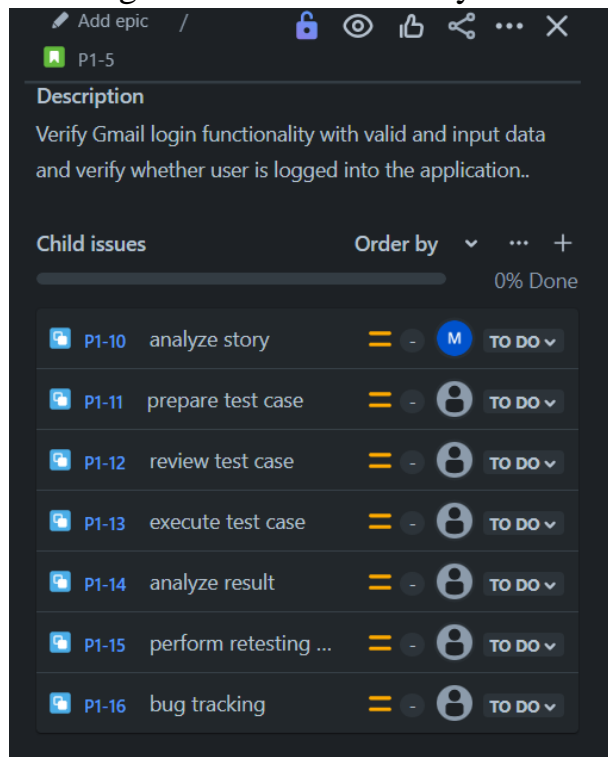 Add epic /
P1-5
Description
Verify Gmail login functionality with valid and input data
and verify whether user is logged into the application..
Child issues Order by
0% Done
P1-10 analyze story - M TO DO
P1-11 prepare test case - TO DO
P1-12 review test case - TO DO
P1-13 execute test case - TO DO
P1-14 analyze result - TO DO
P1-15 perform retesting ... - TO DO
P1-16 bug tracking - TO DO